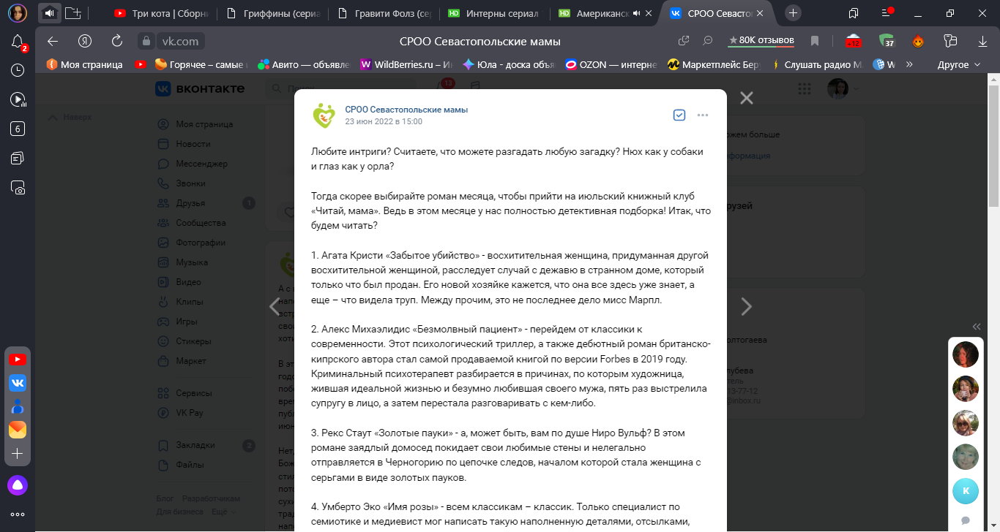 Три кота | Сборн
Гриффины (сериа
Гравити Фолз (се
Интерны сериал
Американск
СРОО Севасто
2
vk.com
СРОО Севастопольские мамы
80К отзывов
+12
37
Моя страница
Горячее – самые
Авито — объявле
WildBerries.ru – И
Юла - доска объя
OZON — интерне
Маркетплейс Бер
Слушать радио М
W
»
Другое
6
вконтакте
Поиск
13
Наверх
Моя страница
Новости
Мессенджер
Звонки
Друзья
1
Сообщества
Фотографии
Музыка
Видео
Клипы
Игры
Стикеры
Маркет
Сервисы
VK Pay
Закладки
2
Файлы
Блог Разработчикам
Для бизнеса Ещё
СРОО Севастопольские мамы
23 июн 2022 в 15:00
Любите интриги? Считаете, что можете разгадать любую загадку? Нюх как у собаки
и глаз как у орла?
Тогда скорее выбирайте роман месяца, чтобы прийти на июльский книжный клуб
«Читай, мама». Ведь в этом месяце у нас полностью детективная подборка! Итак, что
будем читать?
1. Агата Кристи «Забытое убийство» - восхитительная женщина, придуманная другой
восхитительной женщиной, расследует случай с дежавю в странном доме, который
только что был продан. Его новой хозяйке кажется, что она все здесь уже знает, а
еще – что видела труп. Между прочим, это не последнее дело мисс Марпл.
2. Алекс Михаэлидис «Безмолвный пациент» - перейдем от классики к
современности. Этот психологический триллер, а также дебютный роман британско-
кипрского автора стал самой продаваемой книгой по версии Forbes в 2019 году.
Криминальный психотерапевт разбирается в причинах, по которым художница,
жившая идеальной жизнью и безумно любившая своего мужа, пять раз выстрелила
супругу в лицо, а затем перестала разговаривать с кем-либо.
3. Рекс Стаут «Золотые пауки» - а, может быть, вам по душе Ниро Вульф? В этом
романе заядлый домосед покидает свои любимые стены и нелегально
отправляется в Черногорию по цепочке следов, началом которой стала женщина с
серьгами в виде золотых пауков.
4. Умберто Эко «Имя розы» - всем классикам – классик. Только специалист по
семиотике и медиевист мог написать такую наполненную деталями, отсылками,
ожем больше
нформация
рузей
олтогаева
лубева
тель
13-77-12
@inbox.ru
К